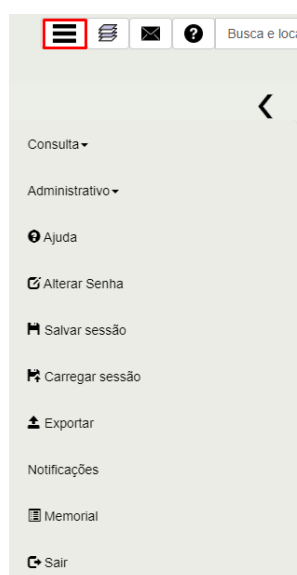 Busca e loca
Consulta
Administrativo
Ajuda
Alterar Senha
Salvar sessão
Carregar sessão
Exportar
Notificações
Memorial
Sair